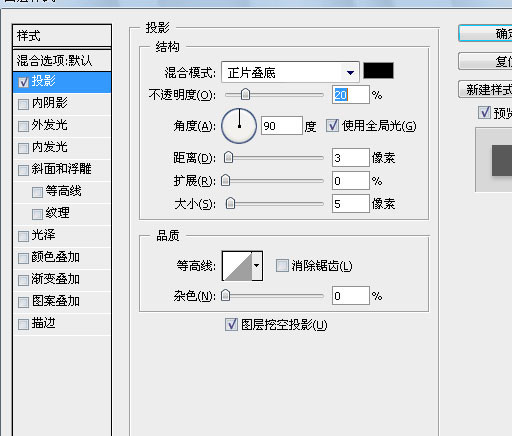 样式
混合选项:默认
投影
内阴影
外发光
内发光
斜面和浮雕
等高线
纹理
光泽
颜色叠加
渐变叠加
图案叠加
描边
投影
结构
混合模式: 正片叠底
不透明度(O): 20 %
角度(A): 90 度 使用全局光(G)
距离(D): 3 像素
扩展(R): 0 %
大小(S): 5 像素
品质
等高线: 消除锯齿(L)
杂色(N): 0 %
图层挖空投影(U)
确定
复位
新建样式
预览